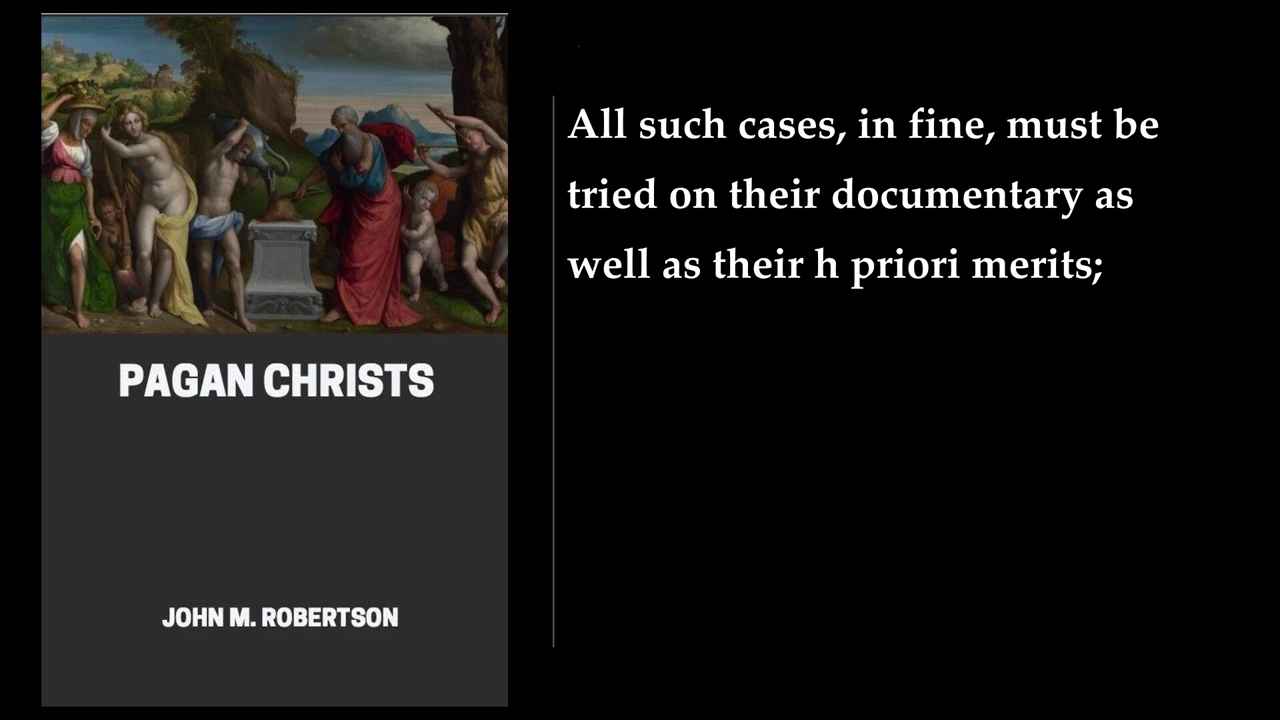 All such cases, in fine, must be
tried on their documentary as
well as their h priori merits;
PAGAN CHRISTS
JOHN M. ROBERTSON